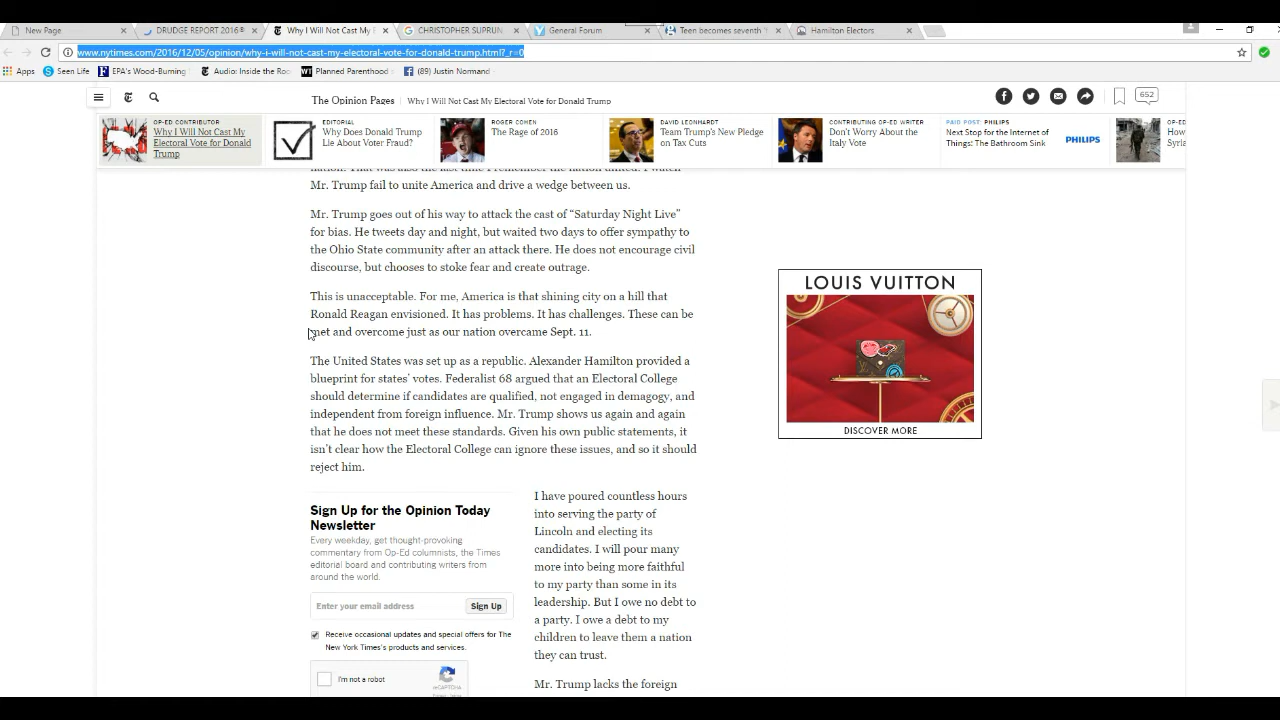 New Page
DRUDGE REPORT 2016®
Why I Will Not Cast My
CHRISTOPHER SUPRUN
General Forum
Teen becomes seventh '
Hamilton Electors
www.nytimes.com/2016/12/05/opinion/why-i-will-not-cast-my-electoral-vote-for-donald-trump.html?_r=0
Apps
Seen Life
EPA's Wood-Burning
Audio: Inside the Ro
Planned Parenthood
(89) Justin Normand
The Opinion Pages
Why I Will Not Cast My Electoral Vote for Donald Trump
652
OP-ED CONTRIBUTOR
Why I Will Not Cast My
Electoral Vote for Donald
Trump
EDITORIAL
Why Does Donald Trump
Lie About Voter Fraud?
ROGER COHEN
The Rage of 2016
DAVID LEONHARDT
Team Trump's New Pledge
on Tax Cuts
CONTRIBUTING OP-ED WRITER
Don't Worry About the
Italy Vote
PAID POST: PHILIPS
Next Stop for the Internet of
Things: The Bathroom Sink
PHILIPS
OP-ED
How
Syria
nation. That was also the last time I remember the nation united. I watch
Mr. Trump fail to unite America and drive a wedge between us.
Mr. Trump goes out of his way to attack the cast of “Saturday Night Live”
for bias. He tweets day and night, but waited two days to offer sympathy to
the Ohio State community after an attack there. He does not encourage civil
discourse, but chooses to stoke fear and create outrage.
This is unacceptable. For me, America is that shining city on a hill that
Ronald Reagan envisioned. It has problems. It has challenges. These can be
met and overcome just as our nation overcame Sept. 11.
The United States was set up as a republic. Alexander Hamilton provided a
blueprint for states’ votes. Federalist 68 argued that an Electoral College
should determine if candidates are qualified, not engaged in demagogy, and
independent from foreign influence. Mr. Trump shows us again and again
that he does not meet these standards. Given his own public statements, it
isn’t clear how the Electoral College can ignore these issues, and so it should
reject him.
Sign Up for the Opinion Today
Newsletter
Every weekday, get thought-provoking
commentary from Op-Ed columnists, the Times
editorial board and contributing writers from
around the world.
Enter your email address
Sign Up
Receive occasional updates and special offers for The
New York Times's products and services.
I'm not a robot
reCAPTCHA
I have poured countless hours
into serving the party of
Lincoln and electing its
candidates. I will pour many
more into being more faithful
to my party than some in its
leadership. But I owe no debt to
a party. I owe a debt to my
children to leave them a nation
they can trust.
Mr. Trump lacks the foreign
LOUIS VUITTON
DISCOVER MORE